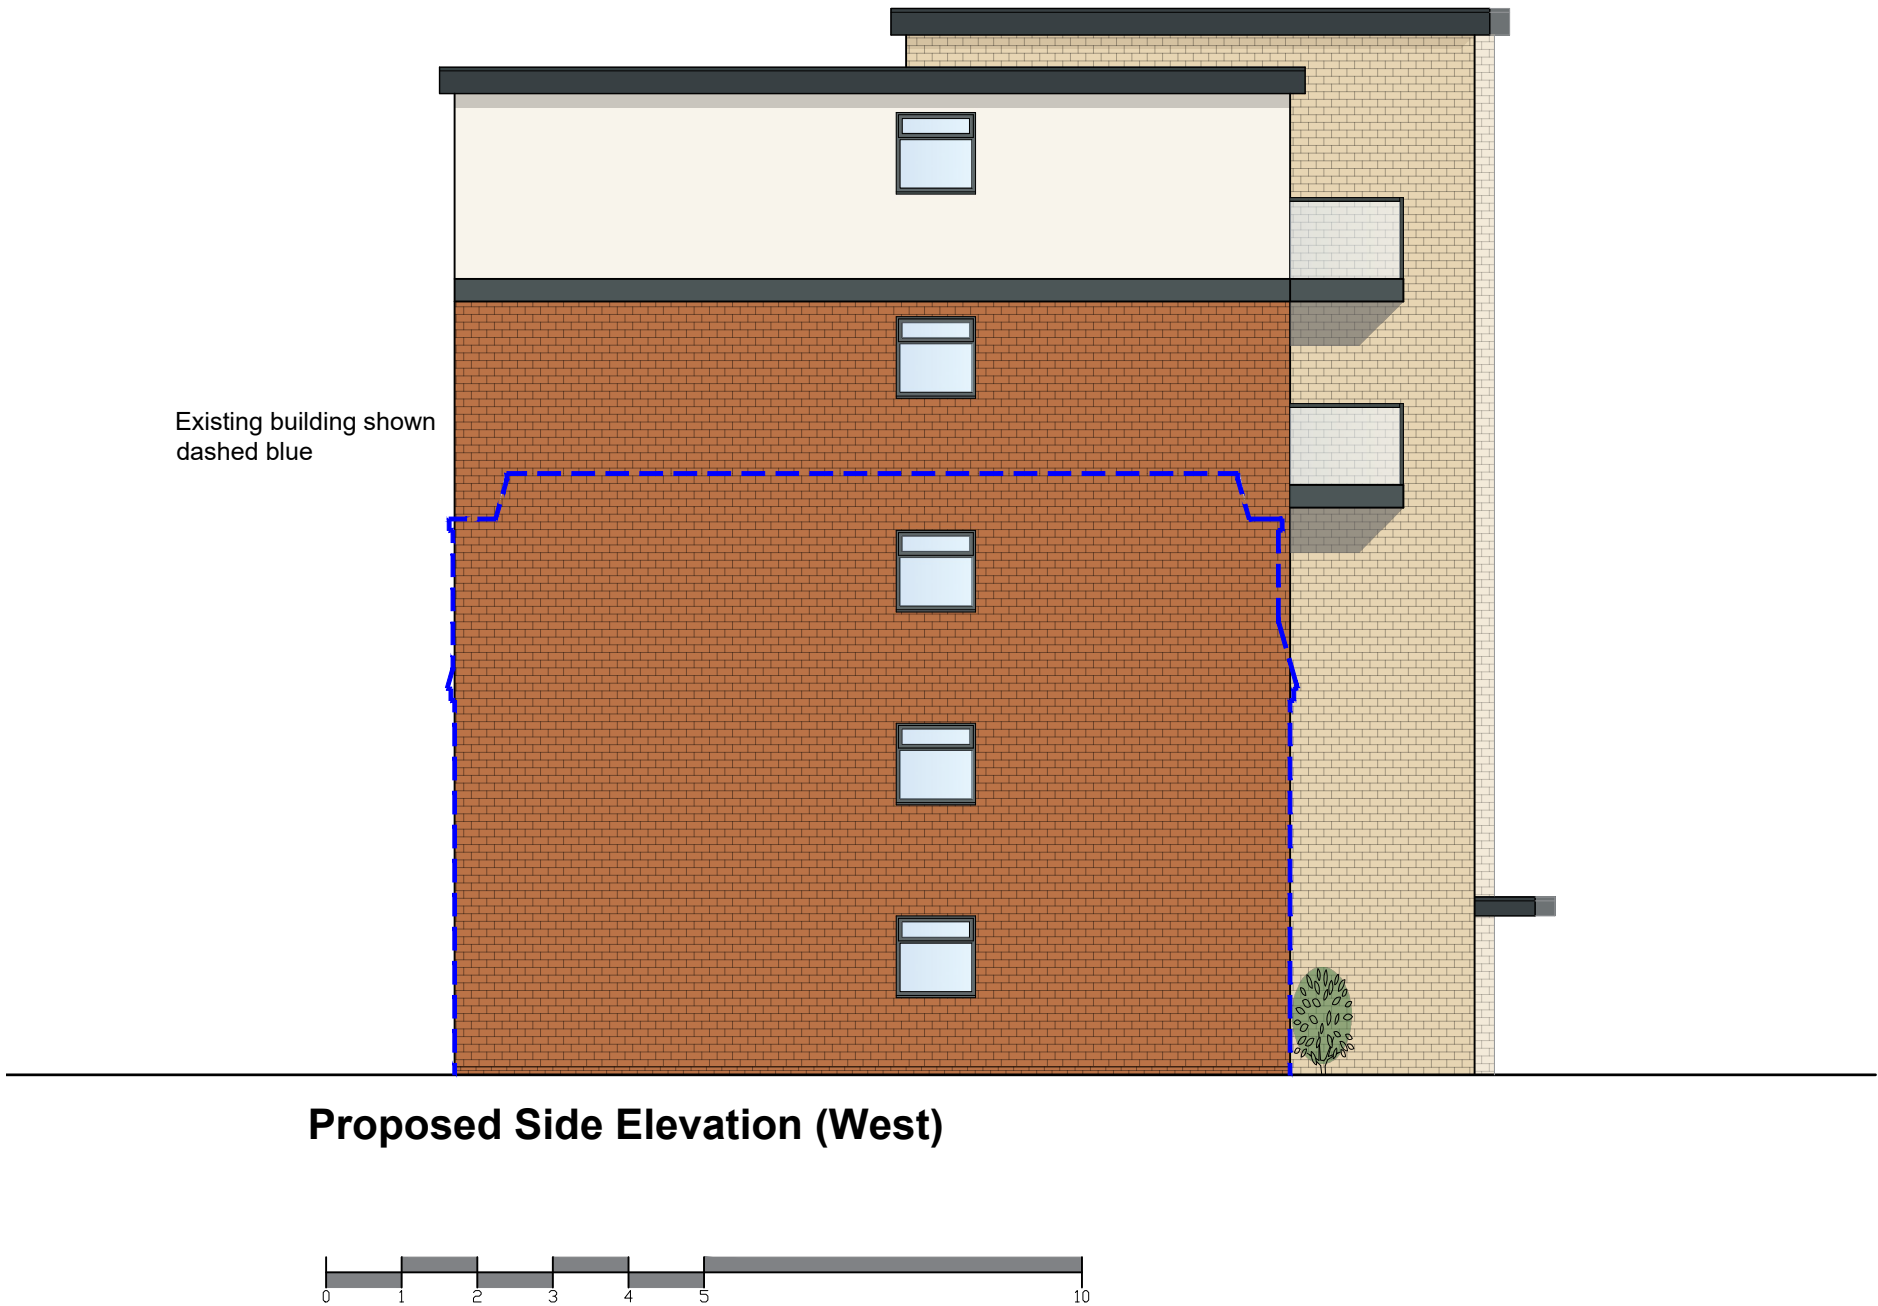 Existing building shown
dashed blue
Proposed Side Elevation (West)
0 1 2 3 4 5 10